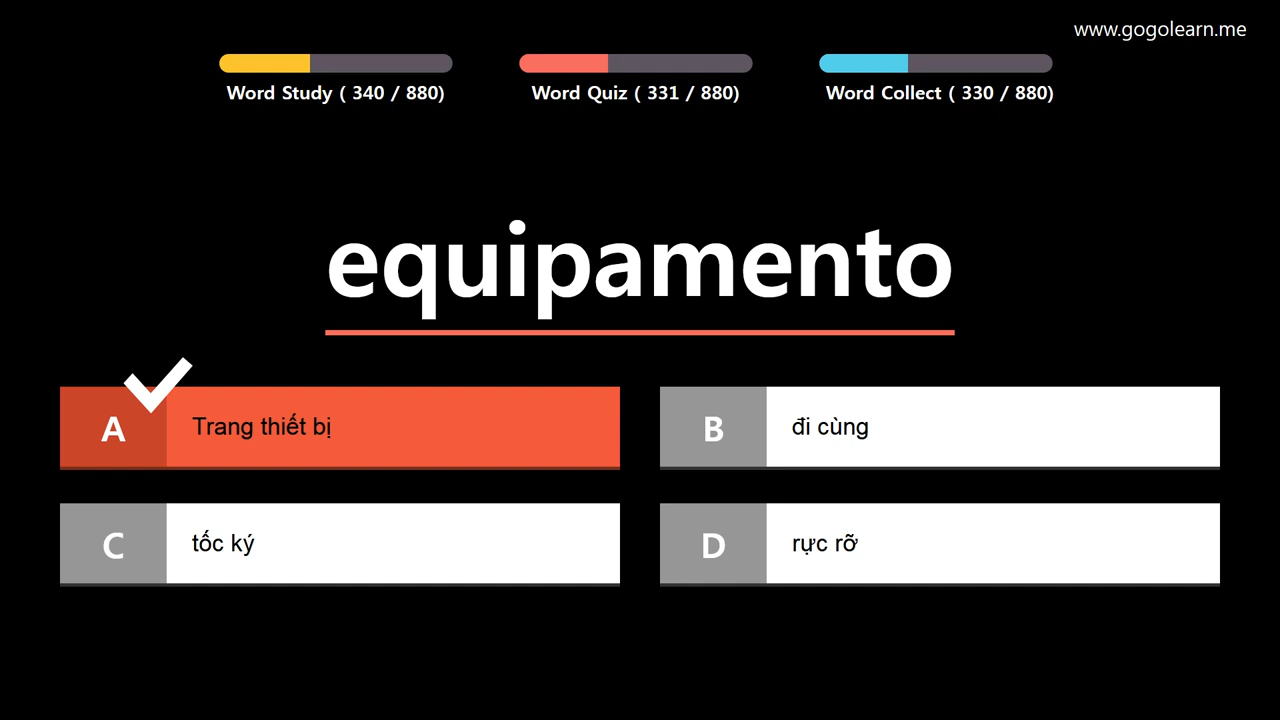 www.gogolearn.me
Word Study ( 340 / 880)
Word Quiz ( 331 / 880)
Word Collect ( 330 / 880)
equipamento
A Trang thiết bị
B đi cùng
C tốc ký
D rực rỡ